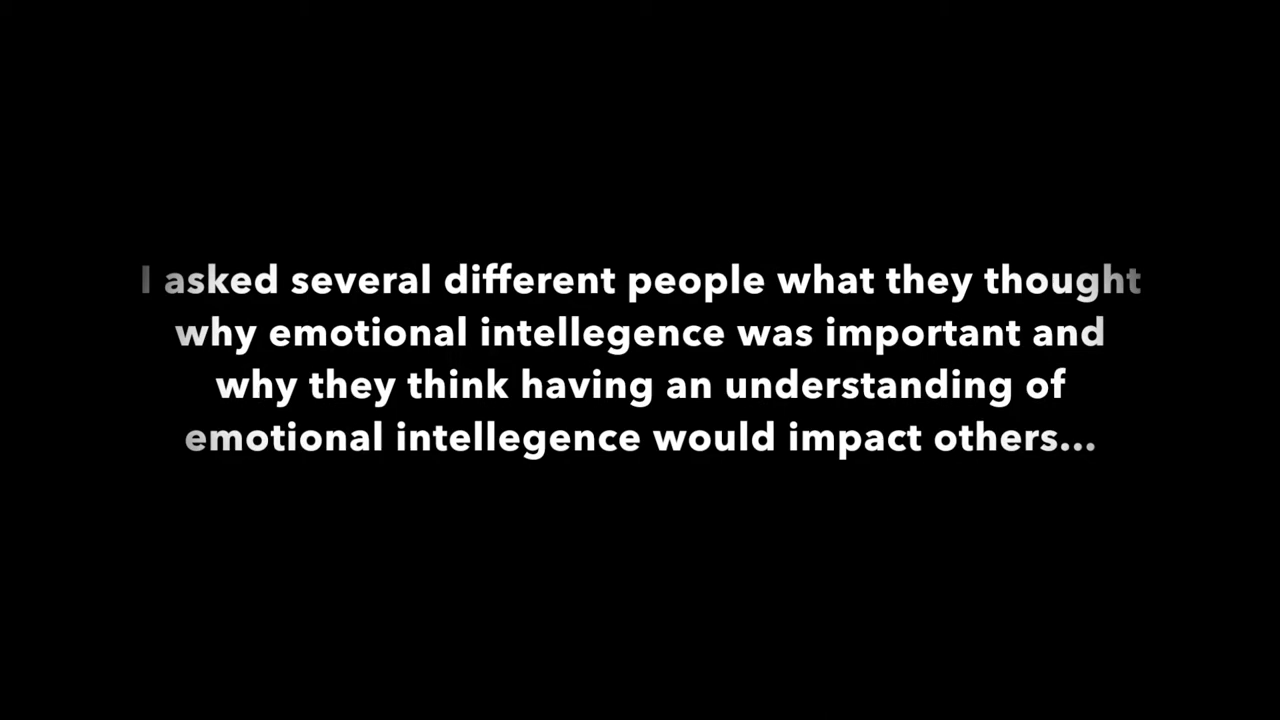 I asked several different people what they thought
why emotional intellegence was important and
why they think having an understanding of
emotional intellegence would impact others...